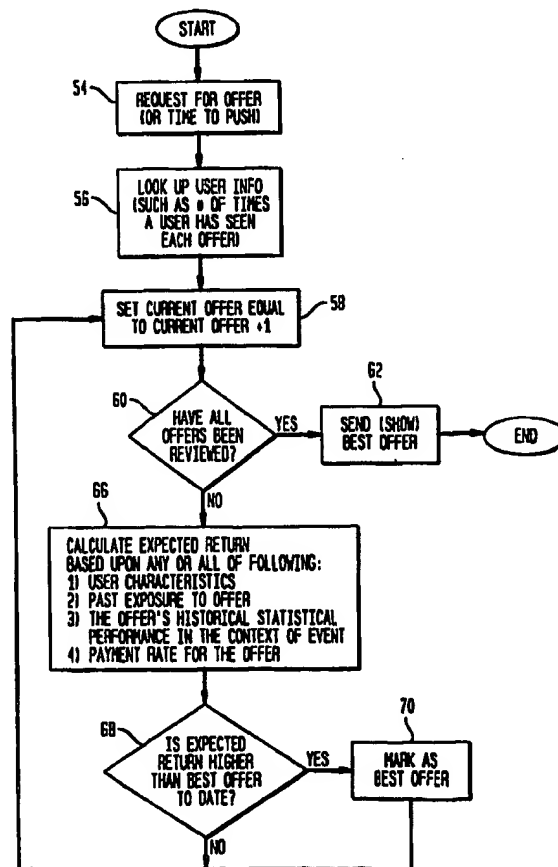 START
54
REQUEST FOR OFFER
(OR TIME TO PUSH)
56
LOOK UP USER INFO
(SUCH AS # OF TIMES
A USER HAS SEEN
EACH OFFER)
58
SET CURRENT OFFER EQUAL
TO CURRENT OFFER +1
60
HAVE ALL
OFFERS BEEN
REVIEWED?
YES
62
SEND (SHOW)
BEST OFFER
END
NO
66
CALCULATE EXPECTED RETURN
BASED UPON ANY OR ALL OF FOLLOWING:
1) USER CHARACTERISTICS
2) PAST EXPOSURE TO OFFER
3) THE OFFER'S HISTORICAL STATISTICAL
PERFORMANCE IN THE CONTEXT OF EVENT
4) PAYMENT RATE FOR THE OFFER
68
IS EXPECTED
RETURN HIGHER
THAN BEST OFFER
TO DATE?
YES
70
MARK AS
BEST OFFER
NO